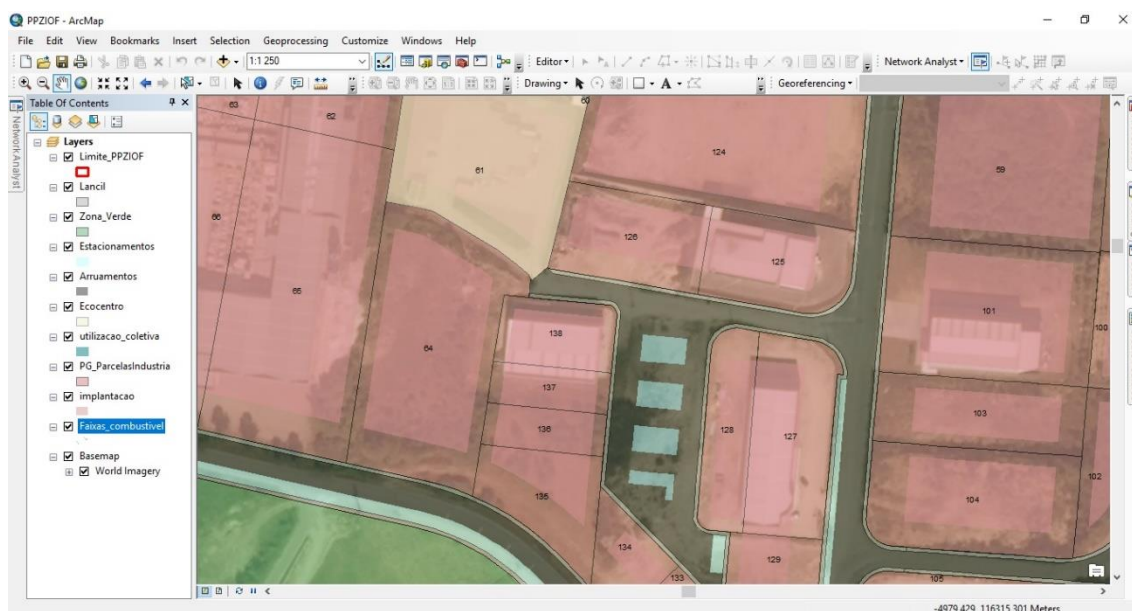 PPZIOF - ArcMap
File Edit View Bookmarks Insert Selection Geoprocessing Customize Windows Help
1:1 250
Editor
Network Analyst
Drawing
A
Georeferencing
Table Of Contents
Network Analyst
Layers
Limite_PPZIOF
Lancil
Zona_Verde
Estacionamentos
Arruamentos
Ecocentro
utilizacao_coletiva
PG_ParcelasIndustria
implantacao
Faixas_combustivel
Basemap
World Imagery
63
62
60
61
124
59
66
126
125
65
101
100
138
64
137
103
136
128
127
102
135
104
134
129
133
105
-4979,429 116315,301 Meters